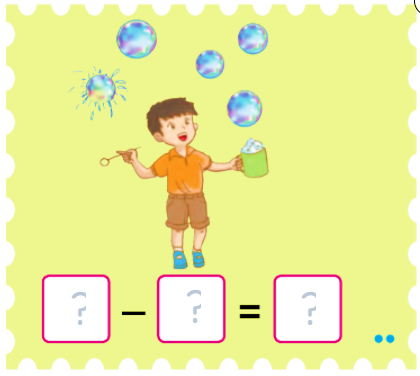 ? – ? = ?